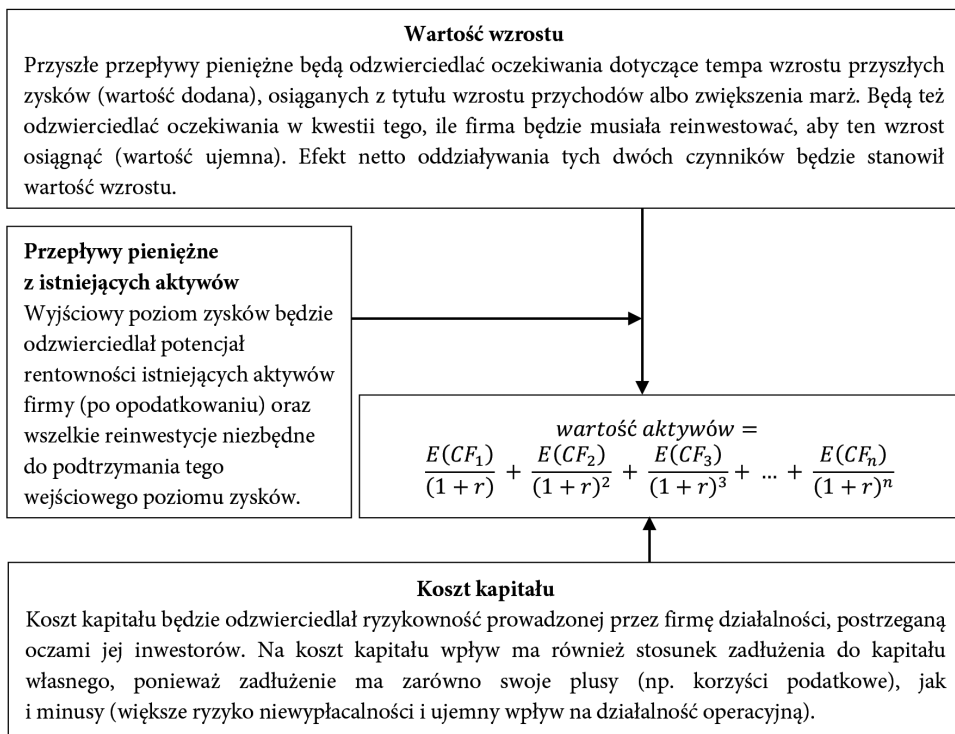 Wartość wzrostu
Przyszłe przepływy pieniężne będą odzwierciedlać oczekiwania dotyczące tempa wzrostu przyszłych
zysków (wartość dodana), osiąganych z tytułu wzrostu przychodów albo zwiększenia marż. Będą też
odzwierciedlać oczekiwania w kwestii tego, ile firma będzie musiała reinwestować, aby ten wzrost
osiągnąć (wartość ujemna). Efekt netto oddziaływania tych dwóch czynników będzie stanowił
wartość wzrostu.
Przepływy pieniężne
z istniejących aktywów
Wyjściowy poziom zysków będzie
odzwierciedlał potencjał
rentowności istniejących aktywów
firmy (po opodatkowaniu) oraz
wszelkie reinwestycje niezbędne
do podtrzymania tego
wejściowego poziomu zysków.
wartość aktywów =
E(CF₁)/(1 + r) + E(CF₂)/(1 + r)² + E(CF₃)/(1 + r)³ + … + E(CFₙ)/(1 + r)ⁿ
Koszt kapitału
Koszt kapitału będzie odzwierciedlał ryzykowność prowadzonej przez firmę działalności, postrzeganą
oczami jej inwestorów. Na koszt kapitału wpływ ma również stosunek zadłużenia do kapitału
własnego, ponieważ zadłużenie ma zarówno swoje plusy (np. korzyści podatkowe), jak
i minusy (większe ryzyko niewypłacalności i ujemny wpływ na działalność operacyjną).